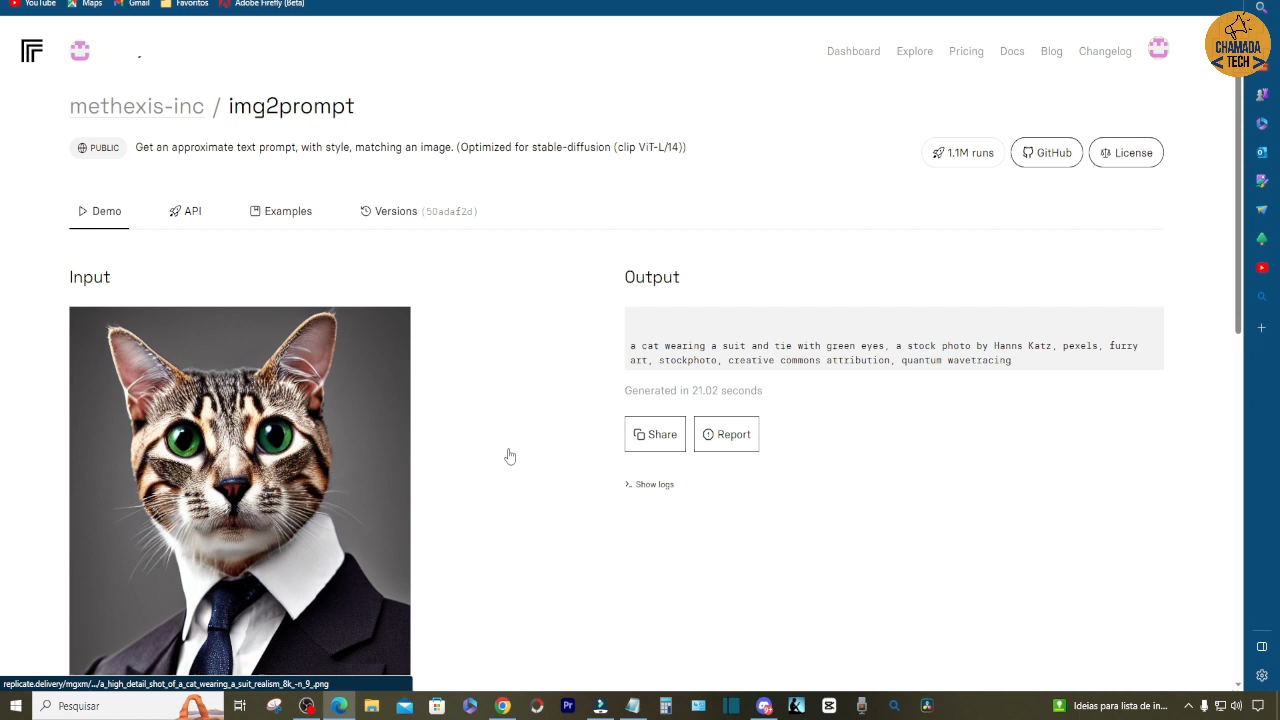 YouTube Maps Gmail Favoritos Adobe Firefly (Beta)
CHAMADA
< TECH >
Dashboard Explore Pricing Docs Blog Changelog
methexis-inc / img2prompt
PUBLIC Get an approximate text prompt, with style, matching an image. (Optimized for stable-diffusion (clip ViT-L/14))
1.1M runs GitHub License
Demo API Examples Versions (50adaf2d)
Input
Output
a cat wearing a suit and tie with green eyes, a stock photo by Hanns Katz, pexels, furry
art, stockphoto, creative commons attribution, quantum wavetracing
Generated in 21.02 seconds
Share Report
Show logs
replicate.delivery/mgxm/.../a_high_detail_shot_of_a_cat_wearing_a_suit_realism_8k_-n_9_.png
Pesquisar
Ideias para lista de in...